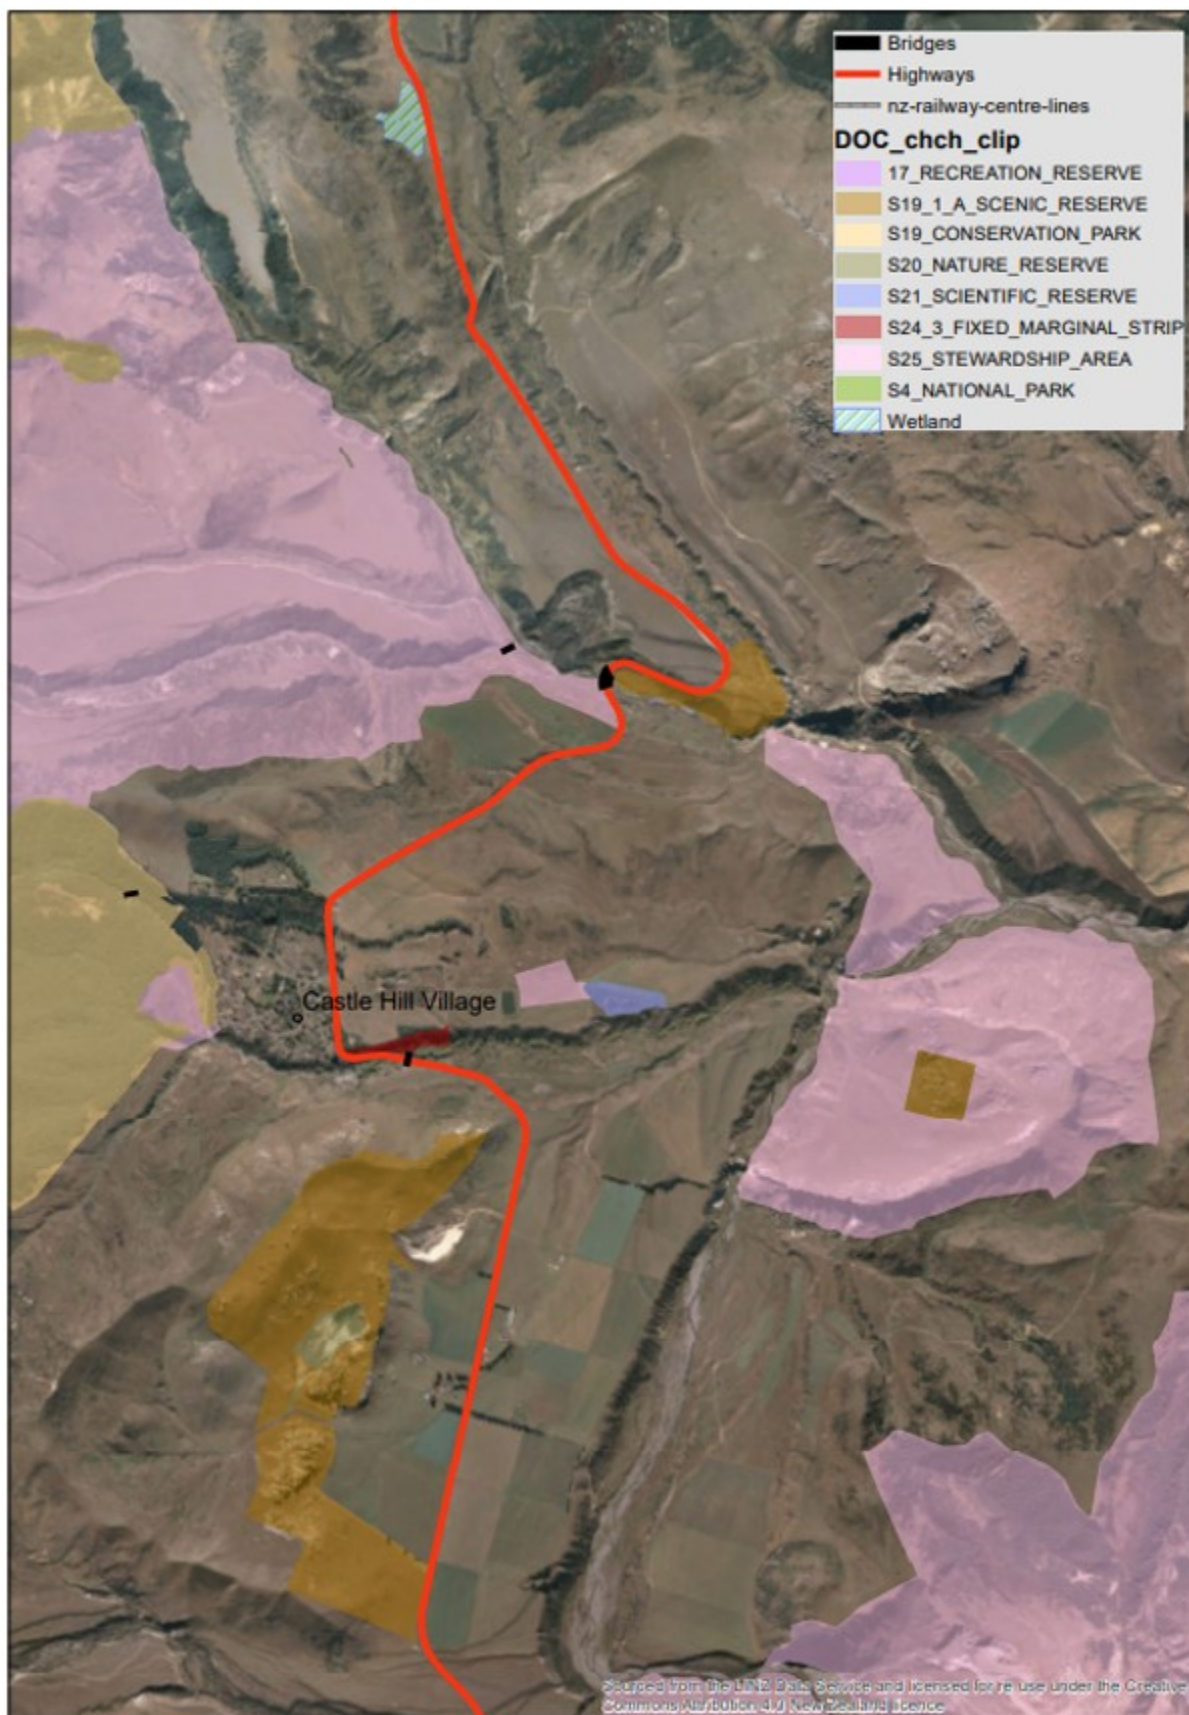 Bridges
Highways
nz-railway-centre-lines
DOC_chch_clip
17_RECREATION_RESERVE
S19_1_A_SCENIC_RESERVE
S19_CONSERVATION_PARK
S20_NATURE_RESERVE
S21_SCIENTIFIC_RESERVE
S24_3_FIXED_MARGINAL_STRIP
S25_STEWARDSHIP_AREA
S4_NATIONAL_PARK
Wetland
Castle Hill Village
Sourced from the LINZ Data Service and licensed for re use under the Creative
Commons Attribution 4.0 New Zealand licence